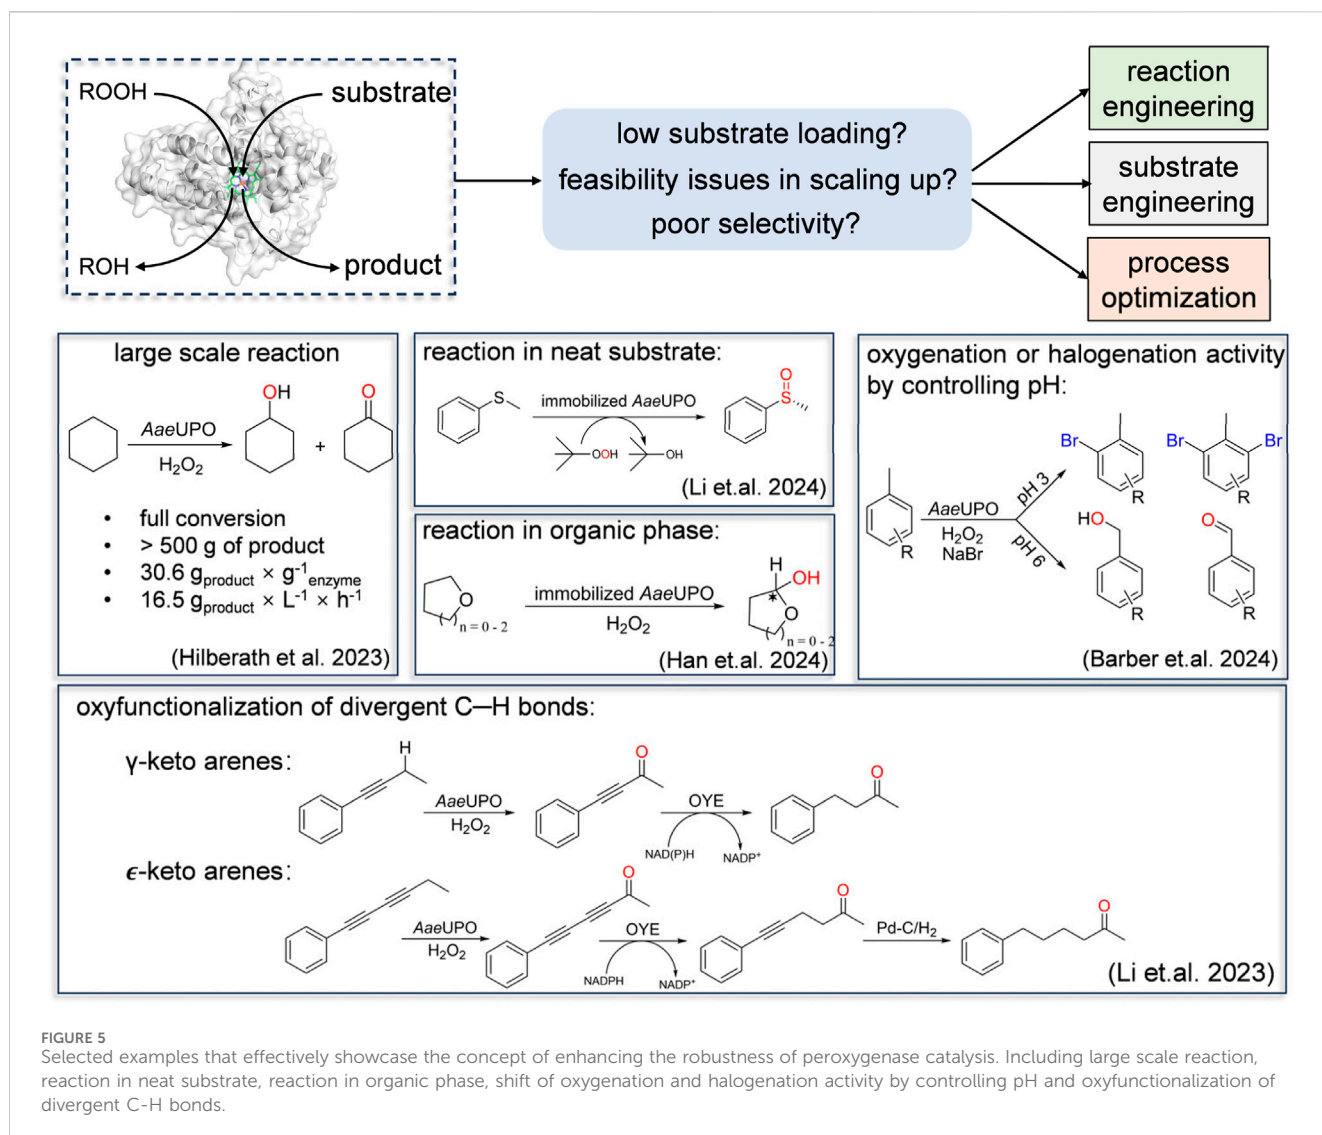 ROOH
substrate
ROH
product
low substrate loading?
feasibility issues in scaling up?
poor selectivity?
reaction
engineering
substrate
engineering
process
optimization
large scale reaction
OH
O
AaeUPO
H₂O₂
+
• full conversion
• > 500 g of product
• 30.6 gproduct × g⁻¹enzyme
• 16.5 gproduct × L⁻¹ × h⁻¹
(Hilberath et al. 2023)
reaction in neat substrate:
S
immobilized AaeUPO
OOH
OH
O
S
(Li et.al. 2024)
reaction in organic phase:
O
n = 0 - 2
immobilized AaeUPO
H₂O₂
H
OH
*
O
n = 0 - 2
(Han et.al. 2024)
oxygenation or halogenation activity
by controlling pH:
R
AaeUPO
H₂O₂
NaBr
pH 3
pH 6
Br
R
Br
Br
R
HO
R
O
R
(Barber et.al. 2024)
oxyfunctionalization of divergent C—H bonds:
γ-keto arenes:
H
AaeUPO
H₂O₂
O
OYE
NAD(P)H
NADP⁺
O
ϵ-keto arenes:
AaeUPO
H₂O₂
O
OYE
NADPH
NADP⁺
O
Pd-C/H₂
O
(Li et.al. 2023)
FIGURE 5
Selected examples that effectively showcase the concept of enhancing the robustness of peroxygenase catalysis. Including large scale reaction,
reaction in neat substrate, reaction in organic phase, shift of oxygenation and halogenation activity by controlling pH and oxyfunctionalization of
divergent C-H bonds.